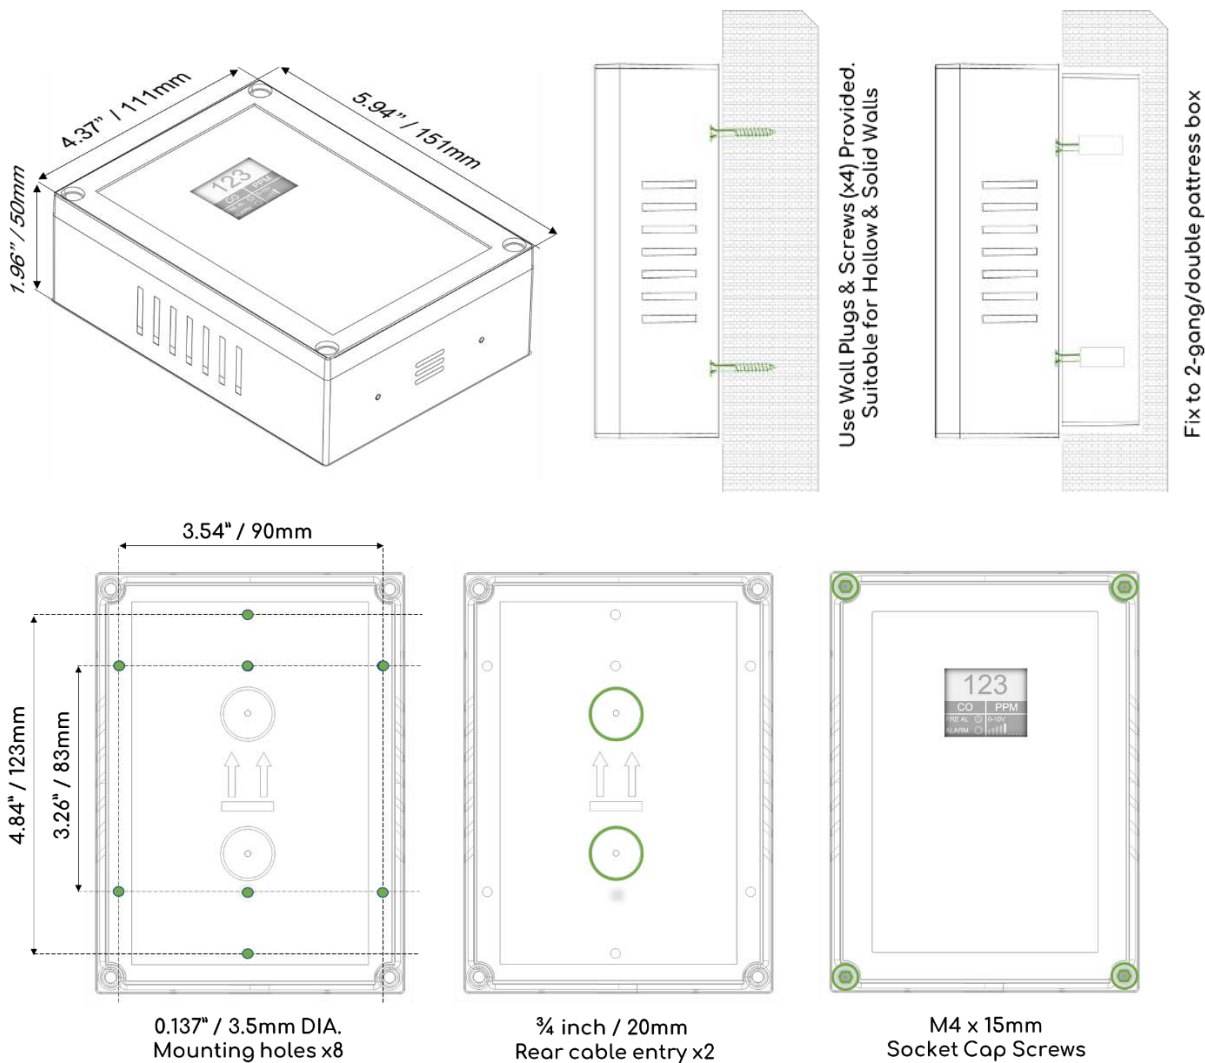 4.37” / 111mm
5.94” / 151mm
1.96” / 50mm
123
CO PPM
Use Wall Plugs & Screws (x4) Provided.
Suitable for Hollow & Solid Walls
Fix to 2-gang/double pattress box
3.54” / 90mm
4.84” / 123mm
3.26” / 83mm
123
CO PPM
PRE AL 0-10V
ALARM
0.137” / 3.5mm DIA.
Mounting holes x8
¾ inch / 20mm
Rear cable entry x2
M4 x 15mm
Socket Cap Screws